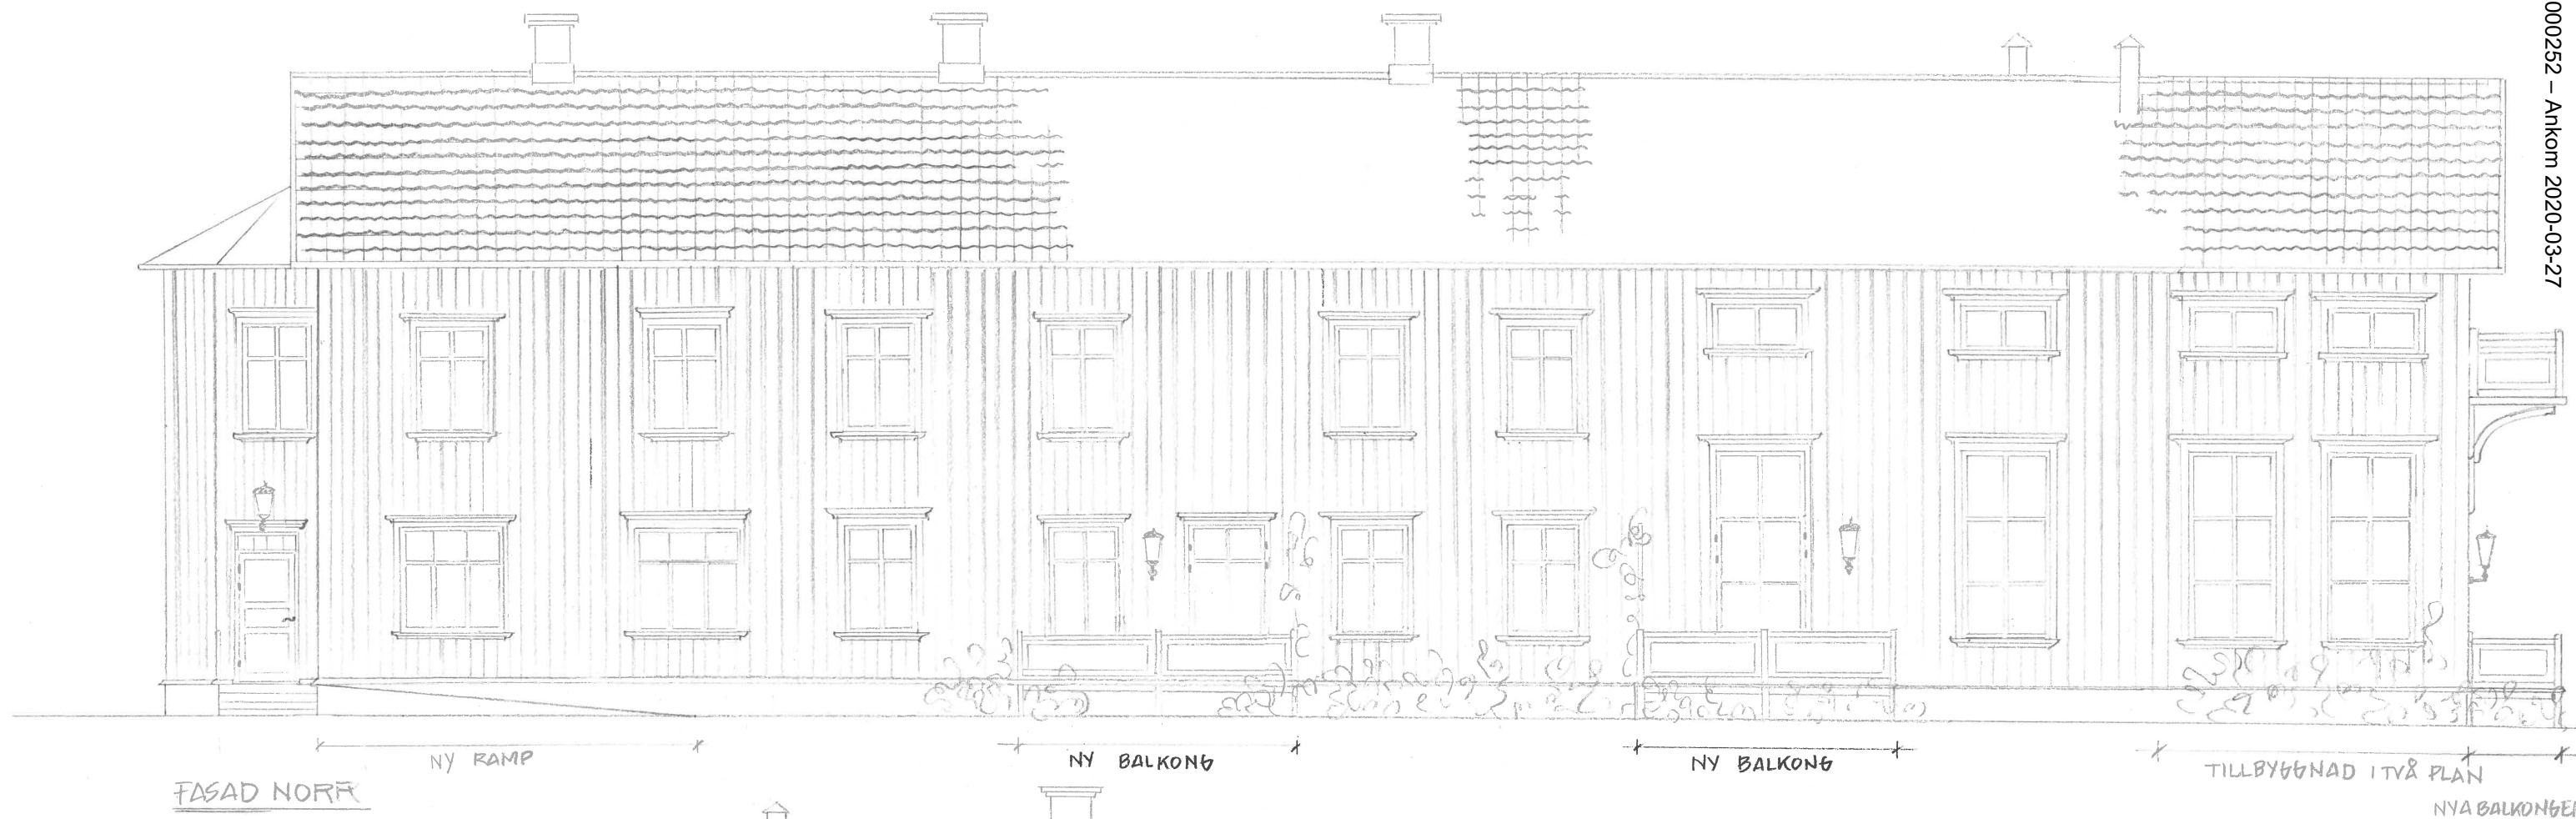 000252 – Ankom 2020-03-27
NY RAMP
NY BALKONG
NY BALKONG
TILLBYGGNAD I TVÅ PLAN
FASAD NORR
NYA BALKONGER